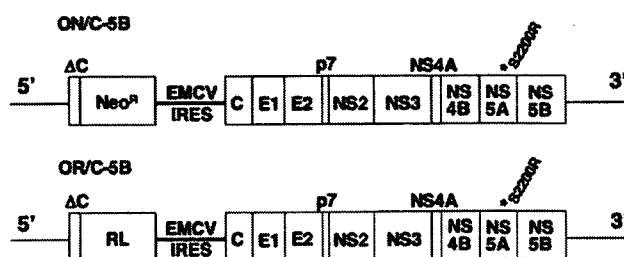 ON/C-5B
5' ΔC p7 NS4A *S2200R 3'
Neoᴿ EMCV IRES C E1 E2 NS2 NS3 NS 4B NS 5A NS 5B
OR/C-5B
5' ΔC p7 NS4A *S2200R 3'
RL EMCV IRES C E1 E2 NS2 NS3 NS 4B NS 5A NS 5B